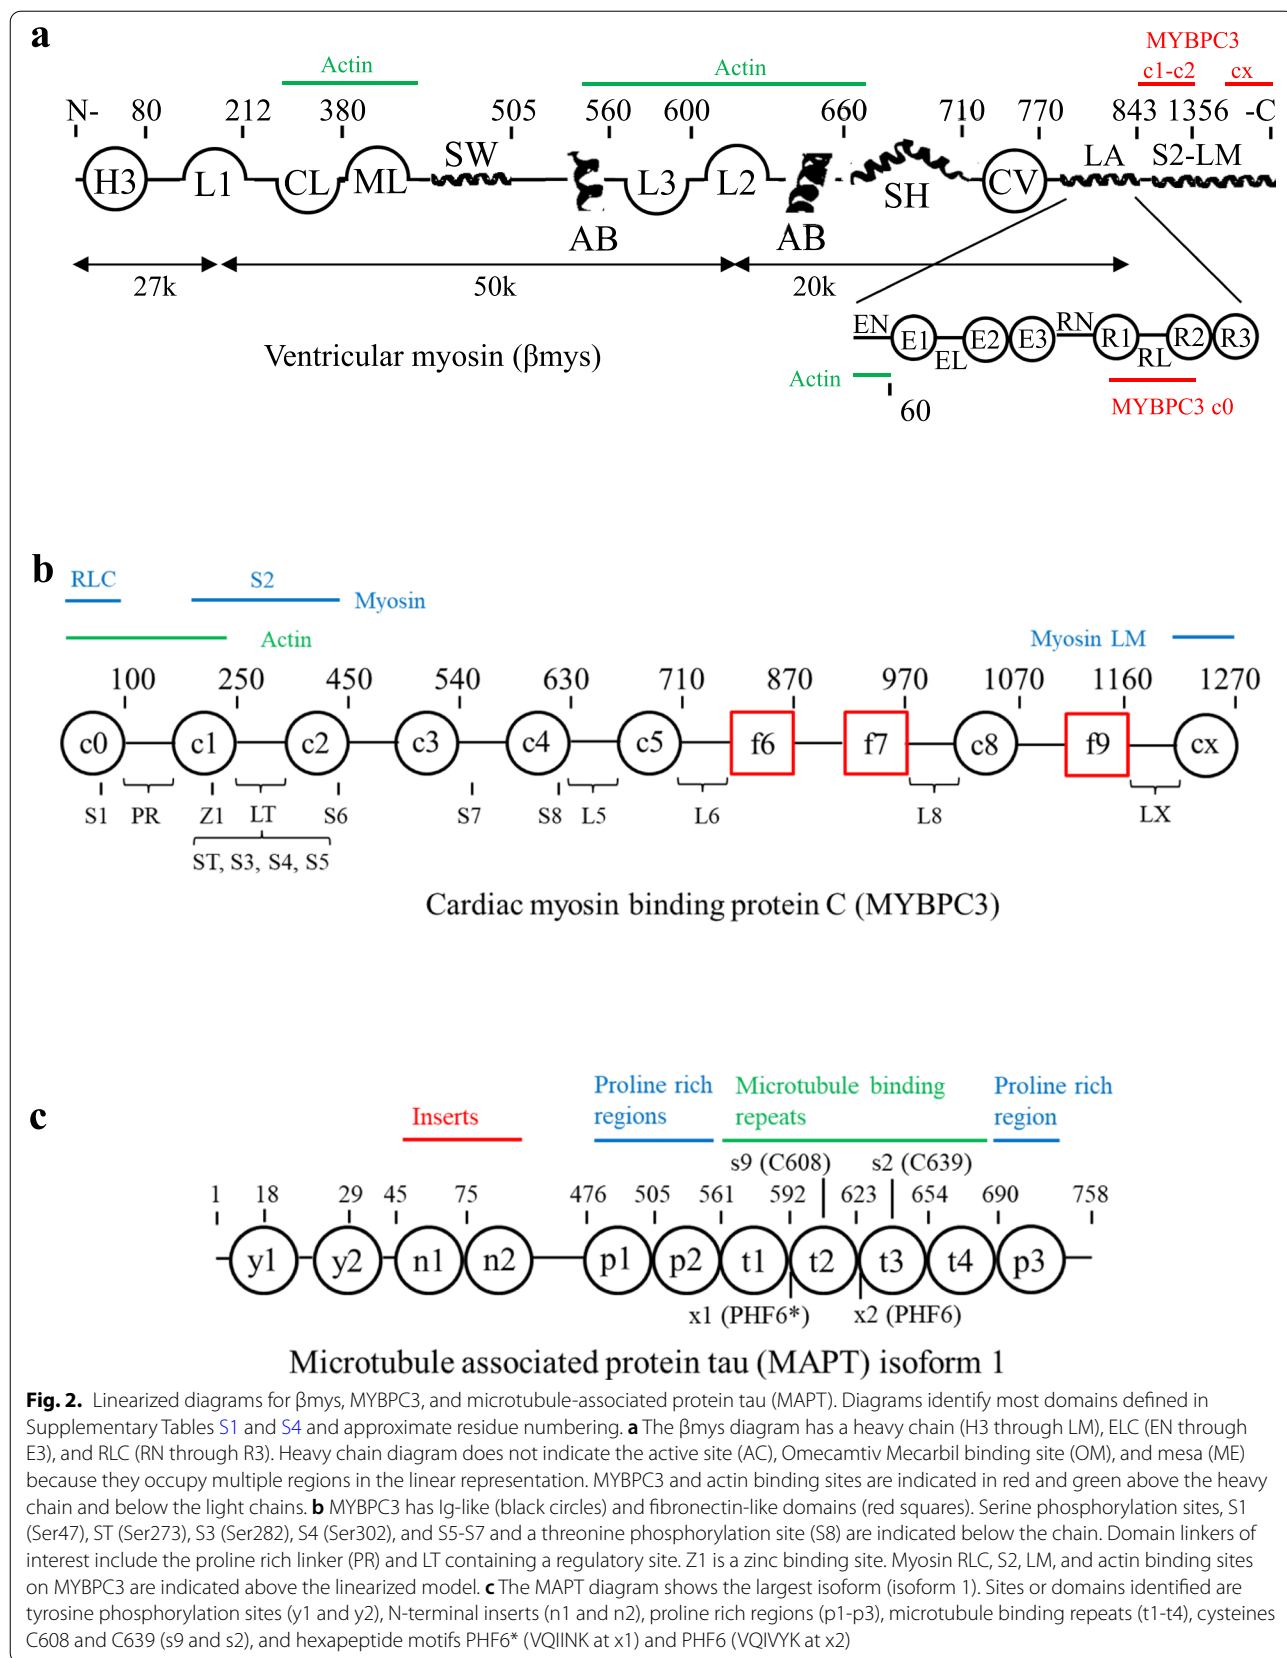 a
MYBPC3
Actin
Actin
c1-c2
cx
N-
80
212
380
505
560
600
660
710
770
843
1356
-C
H3
L1
CL
ML
SW
AB
L3
L2
AB
SH
CV
LA
S2-LM
27k
50k
20k
EN
E1
EL
E2
E3
RN
R1
RL
R2
R3
Ventricular myosin (βmys)
Actin
60
MYBPC3 c0
b
RLC
S2
Myosin
Actin
Myosin LM
100
250
450
540
630
710
870
970
1070
1160
1270
c0
c1
c2
c3
c4
c5
f6
f7
c8
f9
cx
S1
PR
Z1
LT
S6
S7
S8
L5
L6
L8
LX
ST, S3, S4, S5
Cardiac myosin binding protein C (MYBPC3)
c
Inserts
Proline rich
regions
Microtubule binding
repeats
Proline rich
region
s9 (C608)
s2 (C639)
1
18
29
45
75
476
505
561
592
623
654
690
758
y1
y2
n1
n2
p1
p2
t1
t2
t3
t4
p3
x1 (PHF6*)
x2 (PHF6)
Microtubule associated protein tau (MAPT) isoform 1
Fig. 2. Linearized diagrams for βmys, MYBPC3, and microtubule-associated protein tau (MAPT). Diagrams identify most domains defined in
Supplementary Tables S1 and S4 and approximate residue numbering. a The βmys diagram has a heavy chain (H3 through LM), ELC (EN through
E3), and RLC (RN through R3). Heavy chain diagram does not indicate the active site (AC), Omecamtiv Mecarbil binding site (OM), and mesa (ME)
because they occupy multiple regions in the linear representation. MYBPC3 and actin binding sites are indicated in red and green above the heavy
chain and below the light chains. b MYBPC3 has Ig-like (black circles) and fibronectin-like domains (red squares). Serine phosphorylation sites, S1
(Ser47), ST (Ser273), S3 (Ser282), S4 (Ser302), and S5-S7 and a threonine phosphorylation site (S8) are indicated below the chain. Domain linkers of
interest include the proline rich linker (PR) and LT containing a regulatory site. Z1 is a zinc binding site. Myosin RLC, S2, LM, and actin binding sites
on MYBPC3 are indicated above the linearized model. c The MAPT diagram shows the largest isoform (isoform 1). Sites or domains identified are
tyrosine phosphorylation sites (y1 and y2), N-terminal inserts (n1 and n2), proline rich regions (p1-p3), microtubule binding repeats (t1-t4), cysteines
C608 and C639 (s9 and s2), and hexapeptide motifs PHF6* (VQIINK at x1) and PHF6 (VQIVYK at x2)